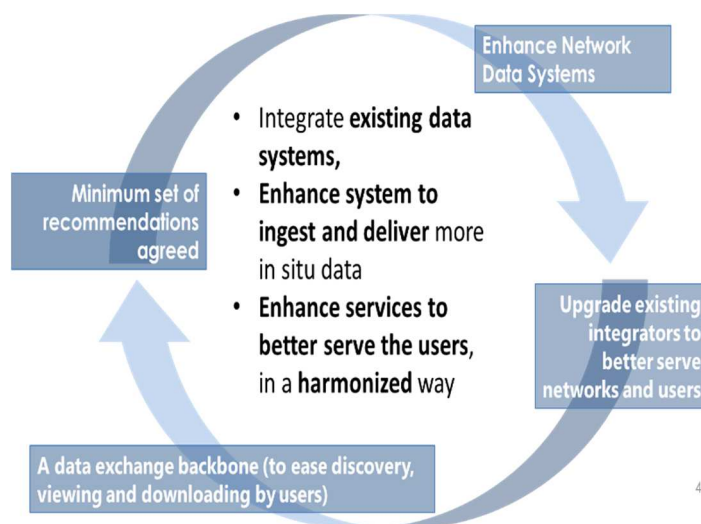 Enhance Network
Data Systems
• Integrate existing data
systems,
• Enhance system to
ingest and deliver more
in situ data
• Enhance services to
better serve the users,
in a harmonized way
Minimum set of
recommendations
agreed
Upgrade existing
integrators to
better serve
networks and users
A data exchange backbone (to ease discovery,
viewing and downloading by users)
4